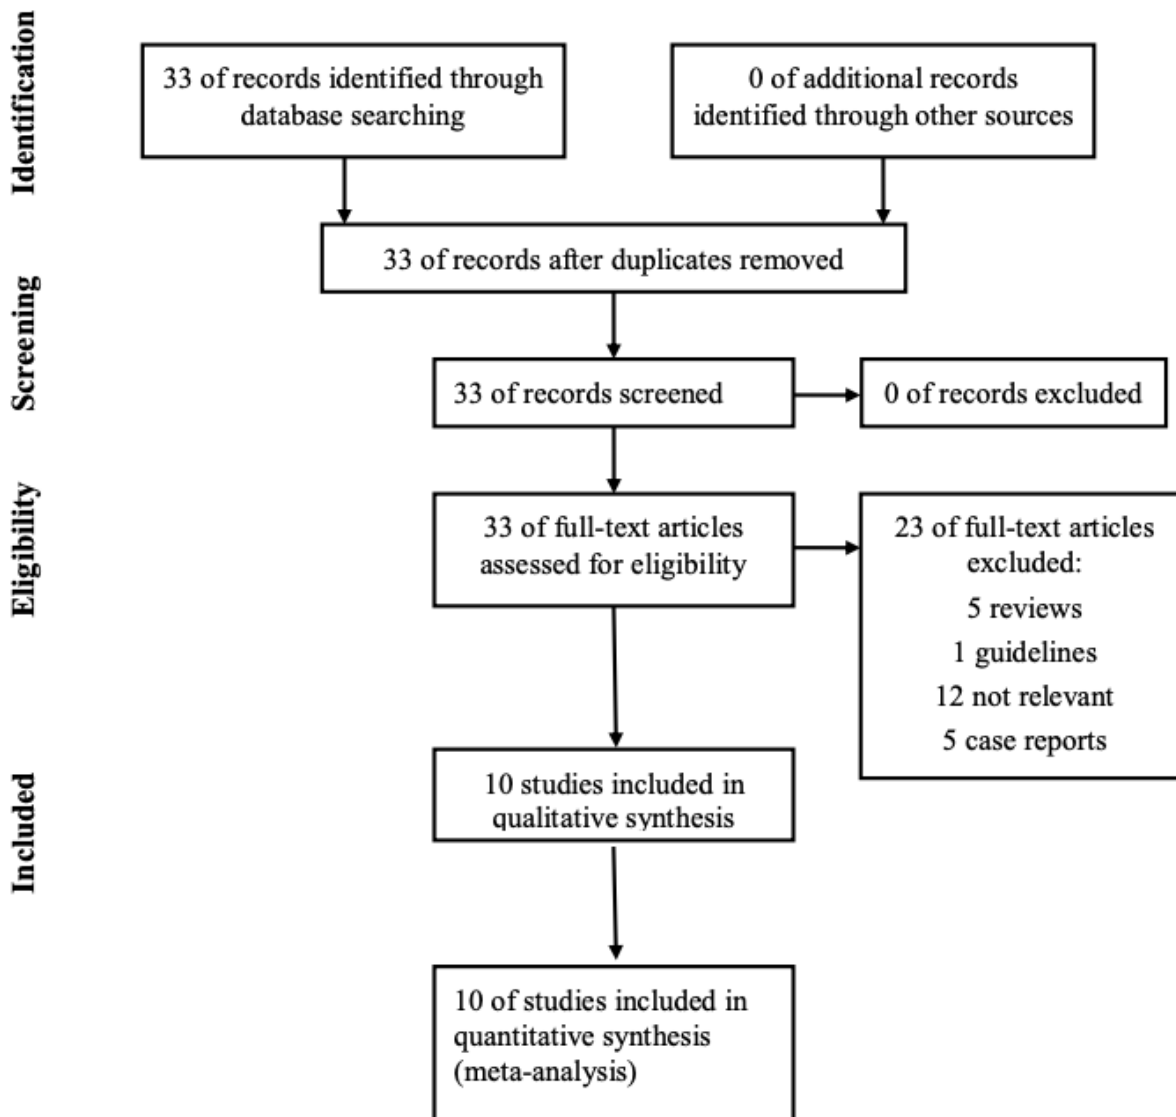 Identification
33 of records identified through
database searching
0 of additional records
identified through other sources
33 of records after duplicates removed
Screening
33 of records screened
0 of records excluded
Eligibility
33 of full-text articles
assessed for eligibility
23 of full-text articles
excluded:
5 reviews
1 guidelines
12 not relevant
5 case reports
Included
10 studies included in
qualitative synthesis
10 of studies included in
quantitative synthesis
(meta-analysis)